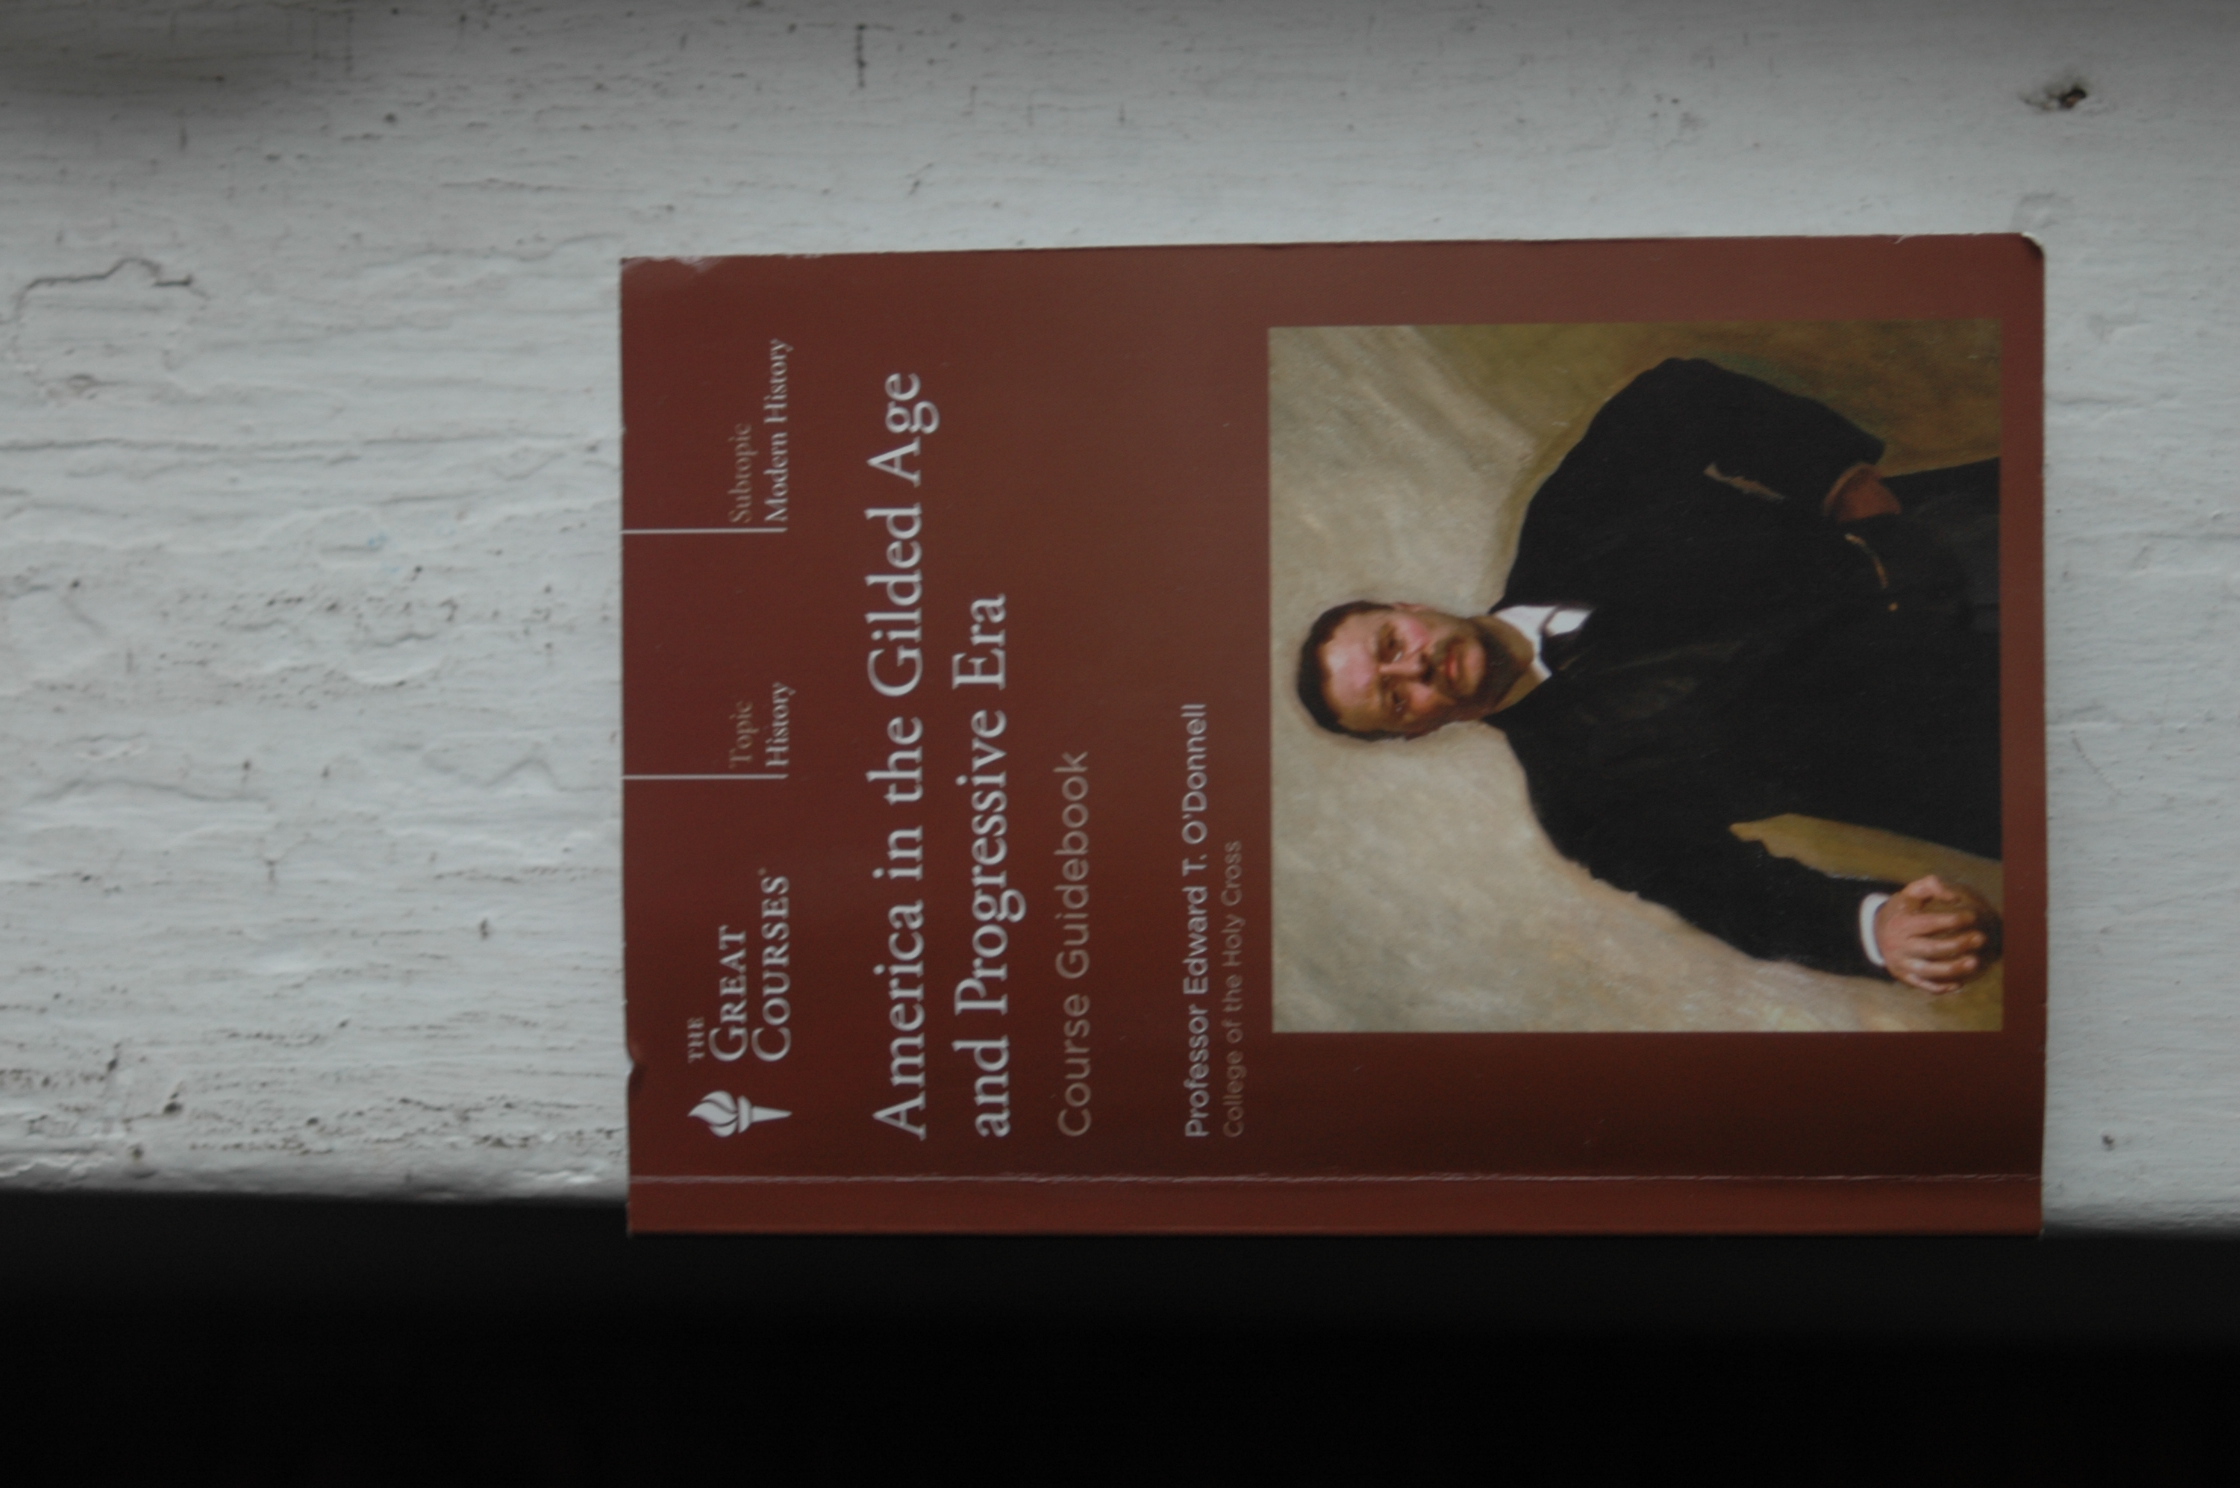 THE
GREAT
COURSES®
Topic
History
Subtopic
Modern History
America in the Gilded Age
and Progressive Era
Course Guidebook
Professor Edward T. O'Donnell
College of the Holy Cross